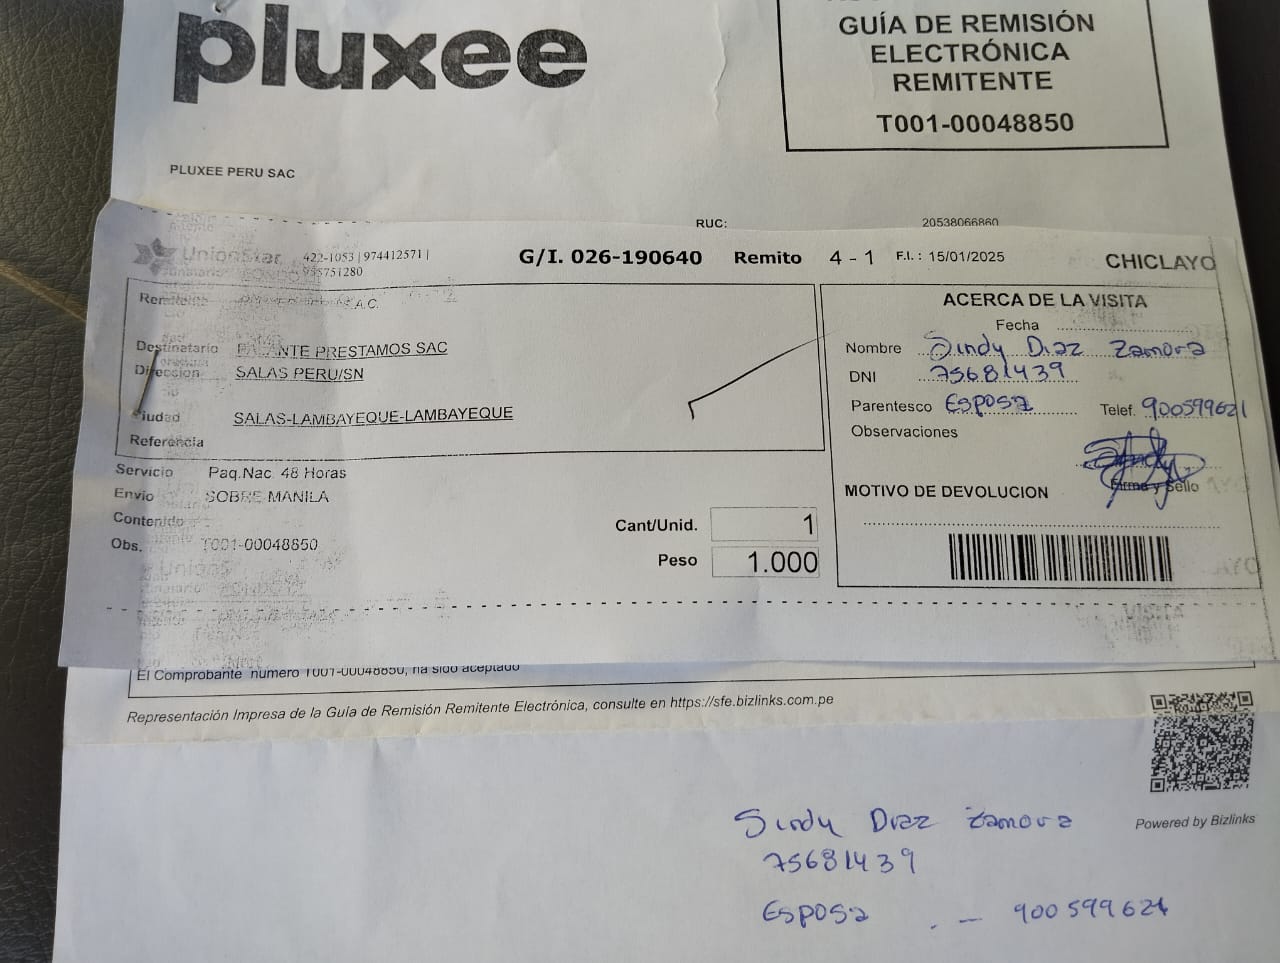 pluxee
GUÍA DE REMISIÓN
ELECTRÓNICA
REMITENTE
T001-00048850
PLUXEE PERU SAC
RUC: 20538066860
UnionStar 422-1053 | 974412571 |
955751280
G/I. 026-190640 Remito 4 - 1 F.I.: 15/01/2025 CHICLAYO
Remitente S.A.C.
Destinatario PRESTAMOS SAC
Dirección SALAS PERU/SN
Ciudad SALAS-LAMBAYEQUE-LAMBAYEQUE
Referencia
ACERCA DE LA VISITA
Fecha
Nombre Sindy Diaz Zamora
DNI 75681439
Parentesco Esposa Telef. 900599621
Observaciones
Firma y Sello
MOTIVO DE DEVOLUCION
Servicio Paq.Nac. 48 Horas
Envio SOBRE MANILA
Contenido
Obs. T001-00048850
Cant/Unid. 1
Peso 1.000
VISITA
El Comprobante numero T001-00048850, ha sido aceptado
Representación Impresa de la Guía de Remisión Remitente Electrónica, consulte en https://sfe.bizlinks.com.pe
Powered by Bizlinks
Sindy Diaz Zamora
75681439
Esposa - 900599621